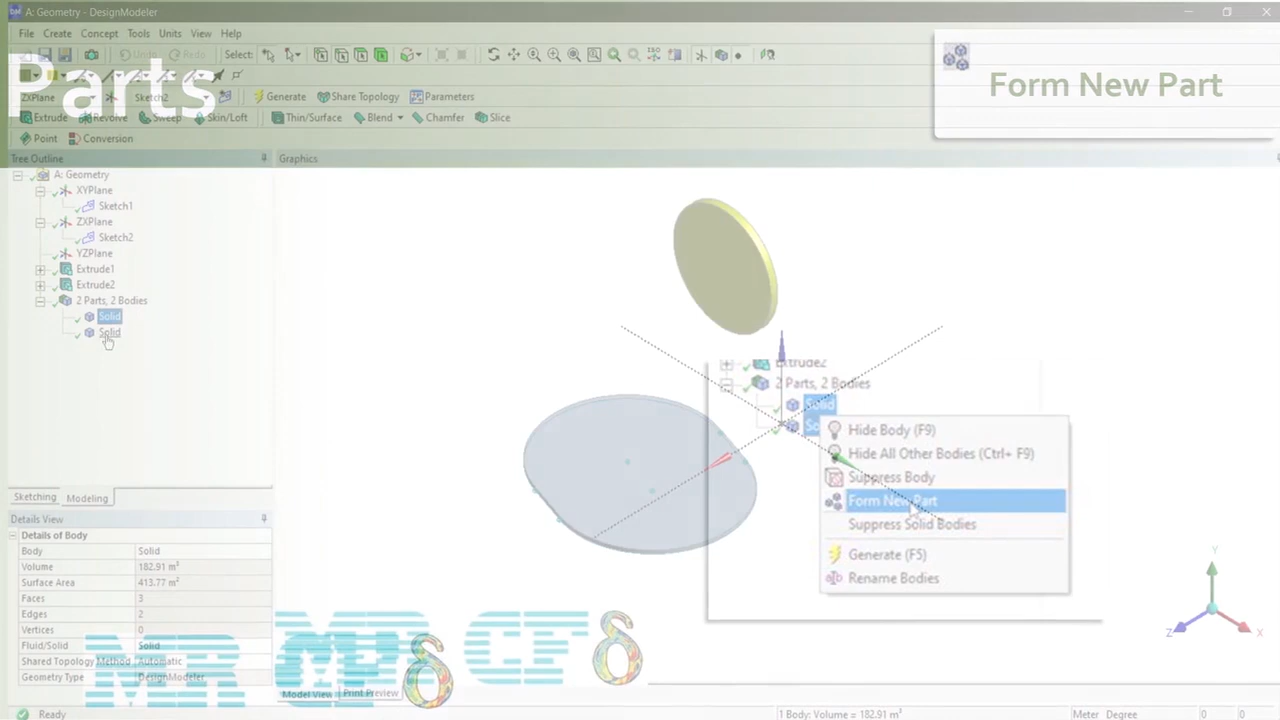 A: Geometry - DesignModeler
File Create Concept Tools Units View Help
Undo Redo Select:
Parts
Form New Part
ZXPlane Sketch2 Generate Share Topology Parameters
Extrude Revolve Sweep Skin/Loft Thin/Surface Blend Chamfer Slice
Point Conversion
Tree Outline
Graphics
A: Geometry
XYPlane
Sketch1
ZXPlane
Sketch2
YZPlane
Extrude1
Extrude2
2 Parts, 2 Bodies
Solid
Solid
Extrude2
2 Parts, 2 Bodies
Solid
Hide Body (F9)
Hide All Other Bodies (Ctrl+ F9)
Suppress Body
Form New Part
Suppress Solid Bodies
Generate (F5)
Rename Bodies
Sketching Modeling
Details View
Details of Body
Body Solid
Volume 182.91 m³
Surface Area 413.77 m²
Faces 3
Edges 2
Vertices 0
Fluid/Solid Solid
Shared Topology Method Automatic
Geometry Type DesignModeler
Y
Z
X
Model View Print Preview
Ready
1 Body: Volume = 182.91 m³
Meter Degree 0 0